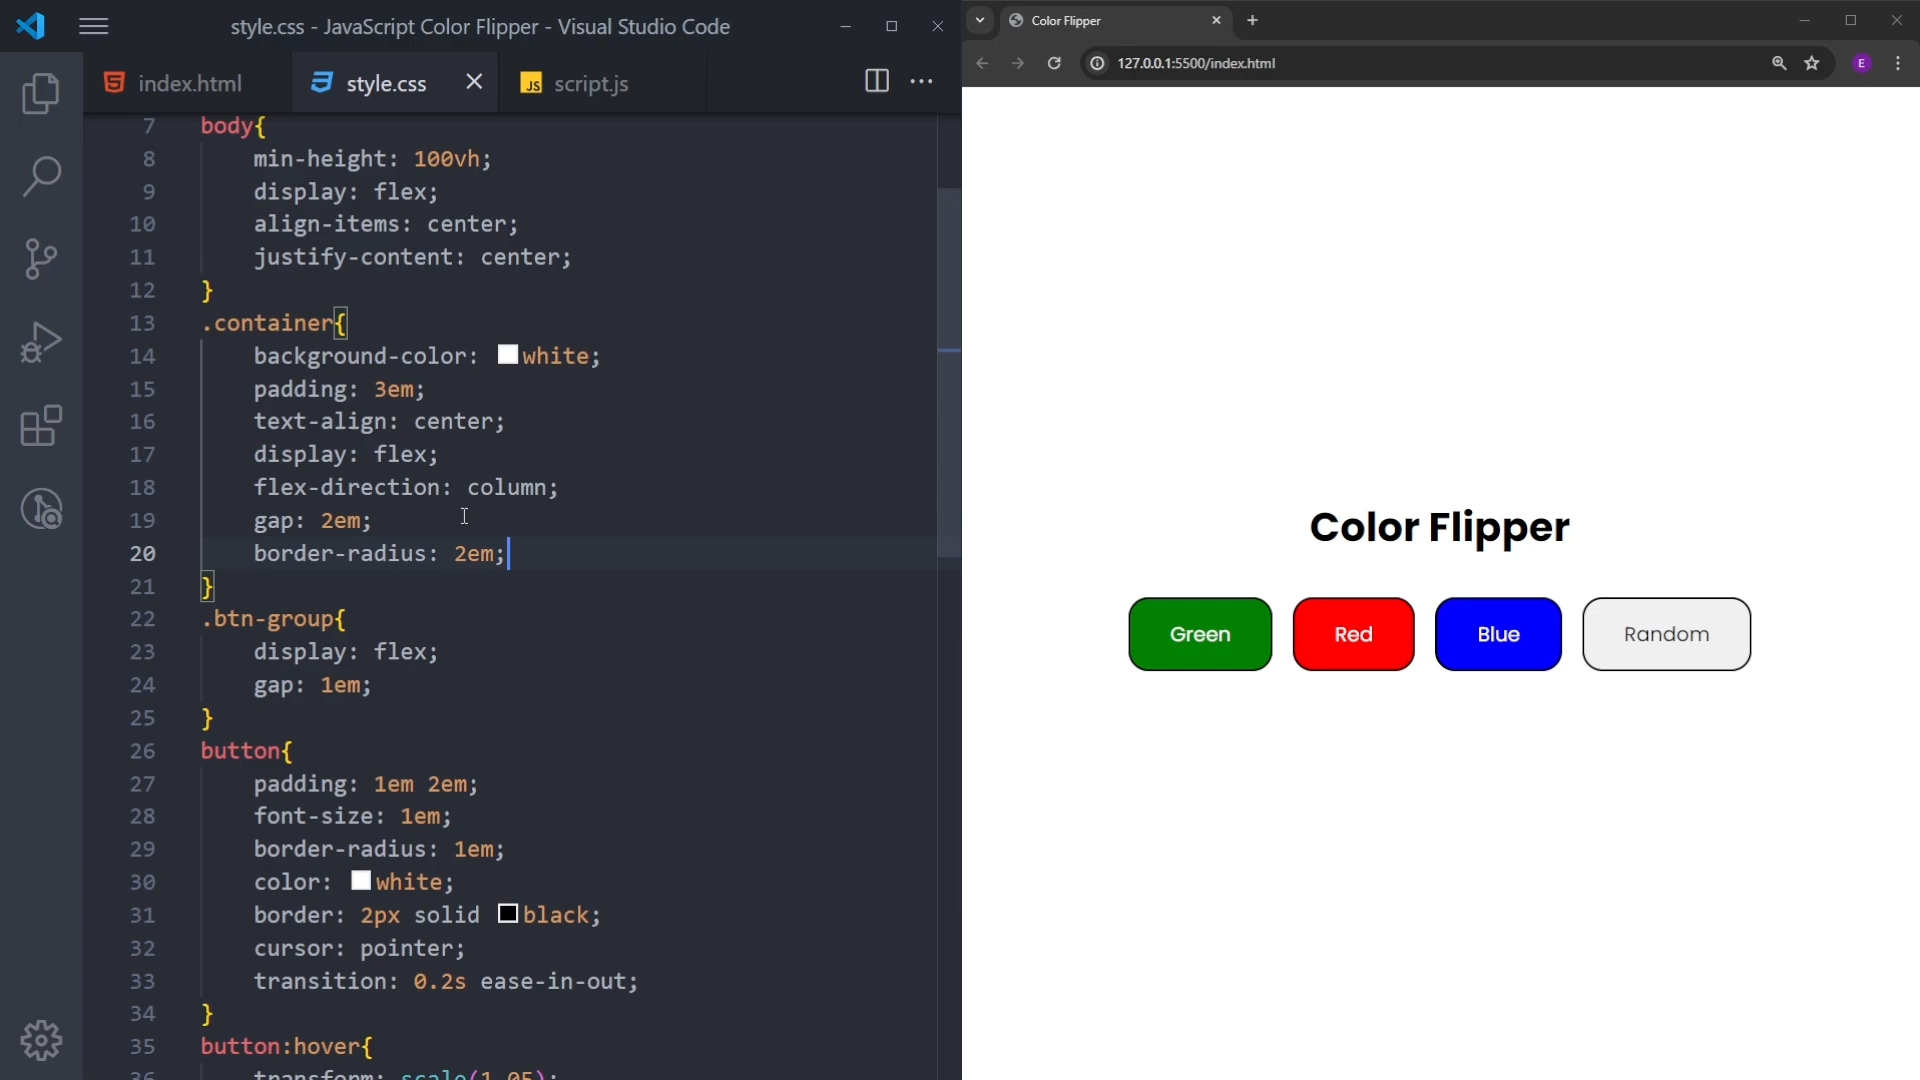 style.css - JavaScript Color Flipper - Visual Studio Code
index.html
style.css
JS script.js
7 body{
8 min-height: 100vh;
9 display: flex;
10 align-items: center;
11 justify-content: center;
12 }
13 .container{
14 background-color: white;
15 padding: 3em;
16 text-align: center;
17 display: flex;
18 flex-direction: column;
19 gap: 2em;
20 border-radius: 2em;
21 }
22 .btn-group{
23 display: flex;
24 gap: 1em;
25 }
26 button{
27 padding: 1em 2em;
28 font-size: 1em;
29 border-radius: 1em;
30 color: white;
31 border: 2px solid black;
32 cursor: pointer;
33 transition: 0.2s ease-in-out;
34 }
35 button:hover{
36 transform: scale(1.05);
Color Flipper
127.0.0.1:5500/index.html
E
Color Flipper
Green
Red
Blue
Random